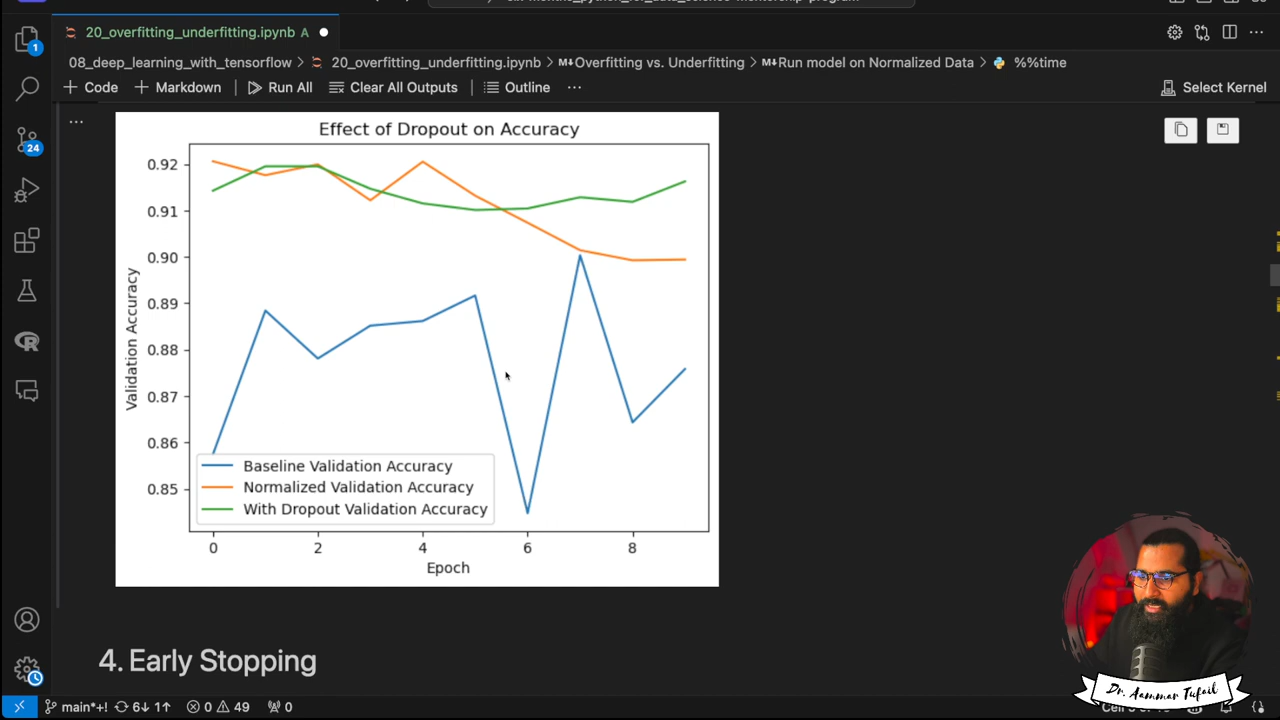 20_overfitting_underfitting.ipynb A
1
08_deep_learning_with_tensorflow > 20_overfitting_underfitting.ipynb > M↓Overfitting vs. Underfitting > M↓Run model on Normalized Data > %%time
+ Code + Markdown Run All Clear All Outputs Outline ... Select Kernel
24
Effect of Dropout on Accuracy
0.92
0.91
0.90
0.89
0.88
0.87
0.86
0.85
Validation Accuracy
Baseline Validation Accuracy
Normalized Validation Accuracy
With Dropout Validation Accuracy
0 2 4 6 8
Epoch
4. Early Stopping
Dr. Aammar Tufail
main*+! 6↓ 1↑ 0 49 0